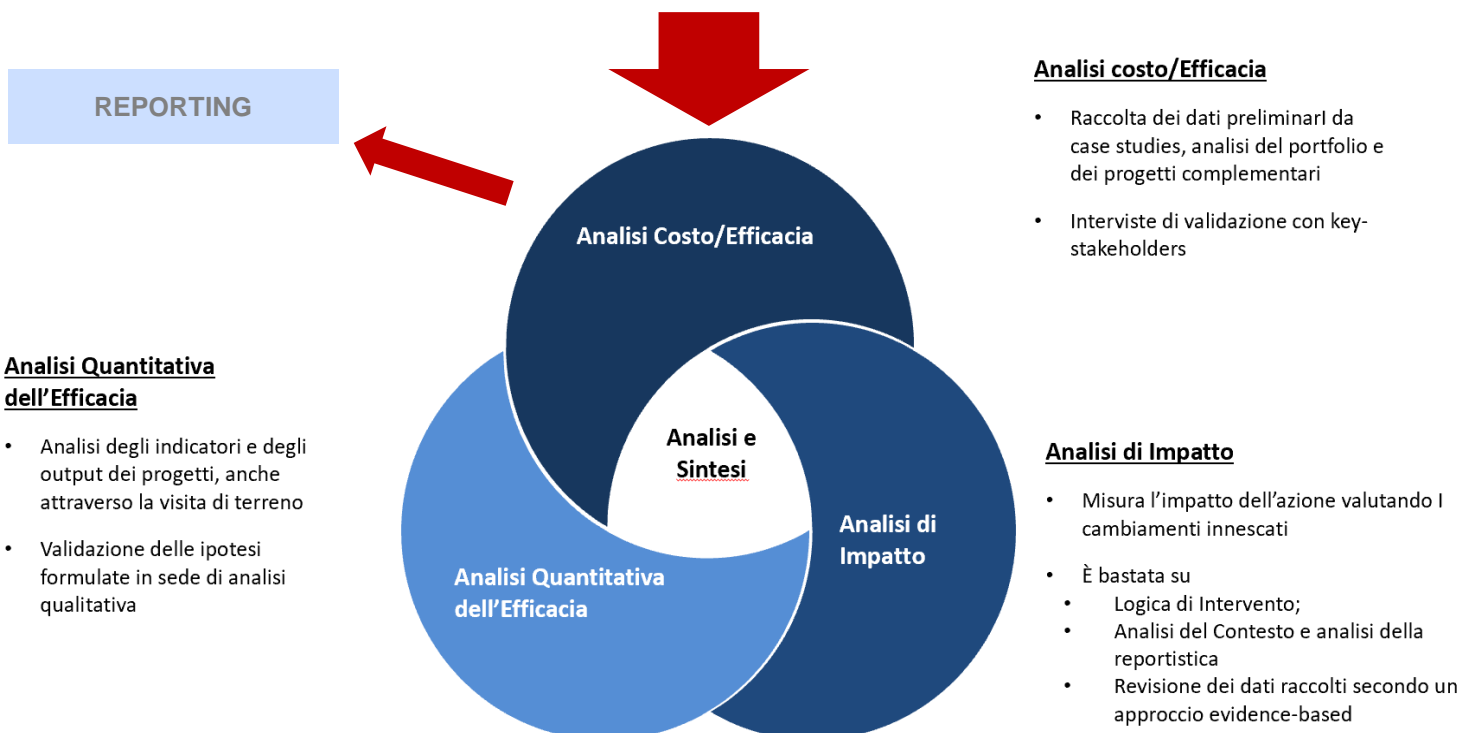 REPORTING
Analisi costo/Efficacia
• Raccolta dei dati preliminarI da
case studies, analisi del portfolio e
dei progetti complementari
• Interviste di validazione con key-
stakeholders
Analisi Costo/Efficacia
Analisi Quantitativa
dell’Efficacia
• Analisi degli indicatori e degli
output dei progetti, anche
attraverso la visita di terreno
• Validazione delle ipotesi
formulate in sede di analisi
qualitativa
Analisi e
Sintesi
Analisi di
Impatto
Analisi Quantitativa
dell’Efficacia
Analisi di Impatto
• Misura l’impatto dell’azione valutando I
cambiamenti innescati
• È bastata su
• Logica di Intervento;
• Analisi del Contesto e analisi della
reportistica
• Revisione dei dati raccolti secondo un
approccio evidence-based